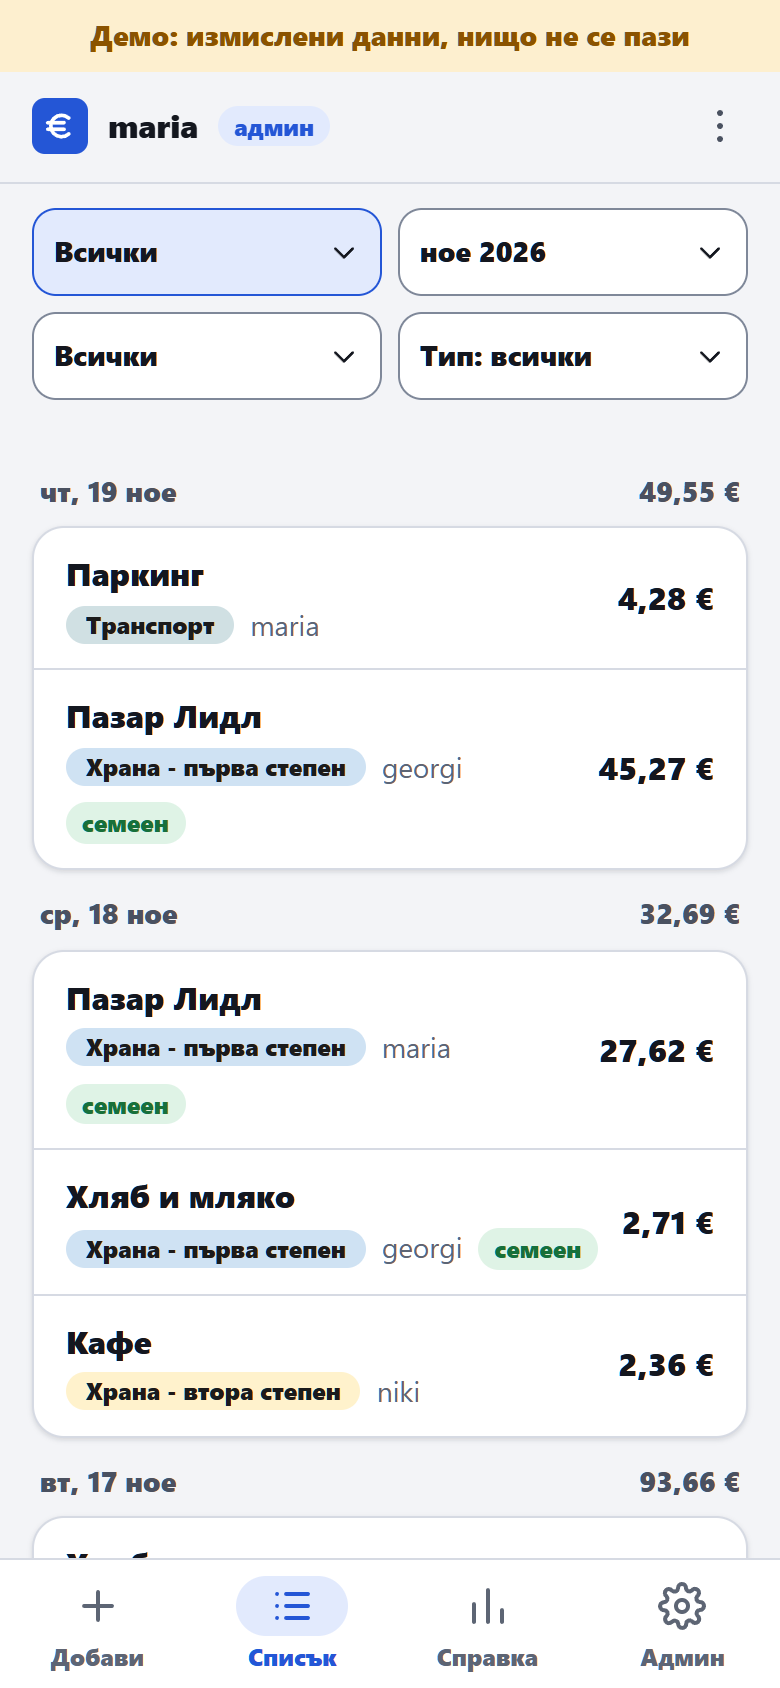 Демо: измислени данни, нищо не се пази
€ maria админ
Всички ное 2026
Всички Тип: всички
чт, 19 ное 49,55 €
Паркинг
4,28 €
Транспорт maria
Пазар Лидл
Храна - първа степен georgi 45,27 €
семеен
ср, 18 ное 32,69 €
Пазар Лидл
Храна - първа степен maria 27,62 €
семеен
Хляб и мляко
2,71 €
Храна - първа степен georgi семеен
Кафе
2,36 €
Храна - втора степен niki
вт, 17 ное 93,66 €
Добави Списък Справка Админ